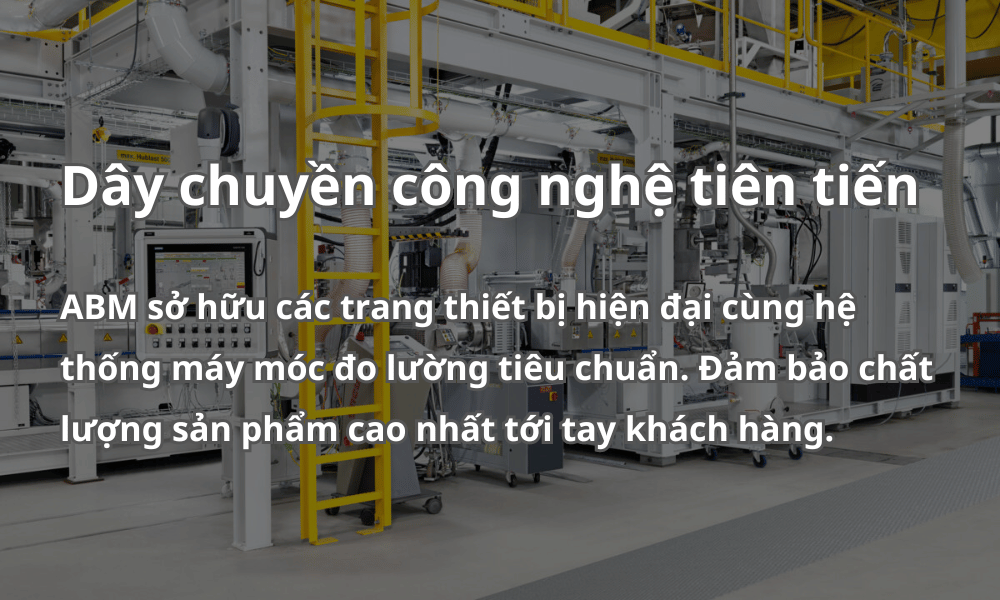 Dây chuyền công nghệ tiên tiến
ABM sở hữu các trang thiết bị hiện đại cùng hệ
thống máy móc đo lường tiêu chuẩn. Đảm bảo chất
lượng sản phẩm cao nhất tới tay khách hàng.